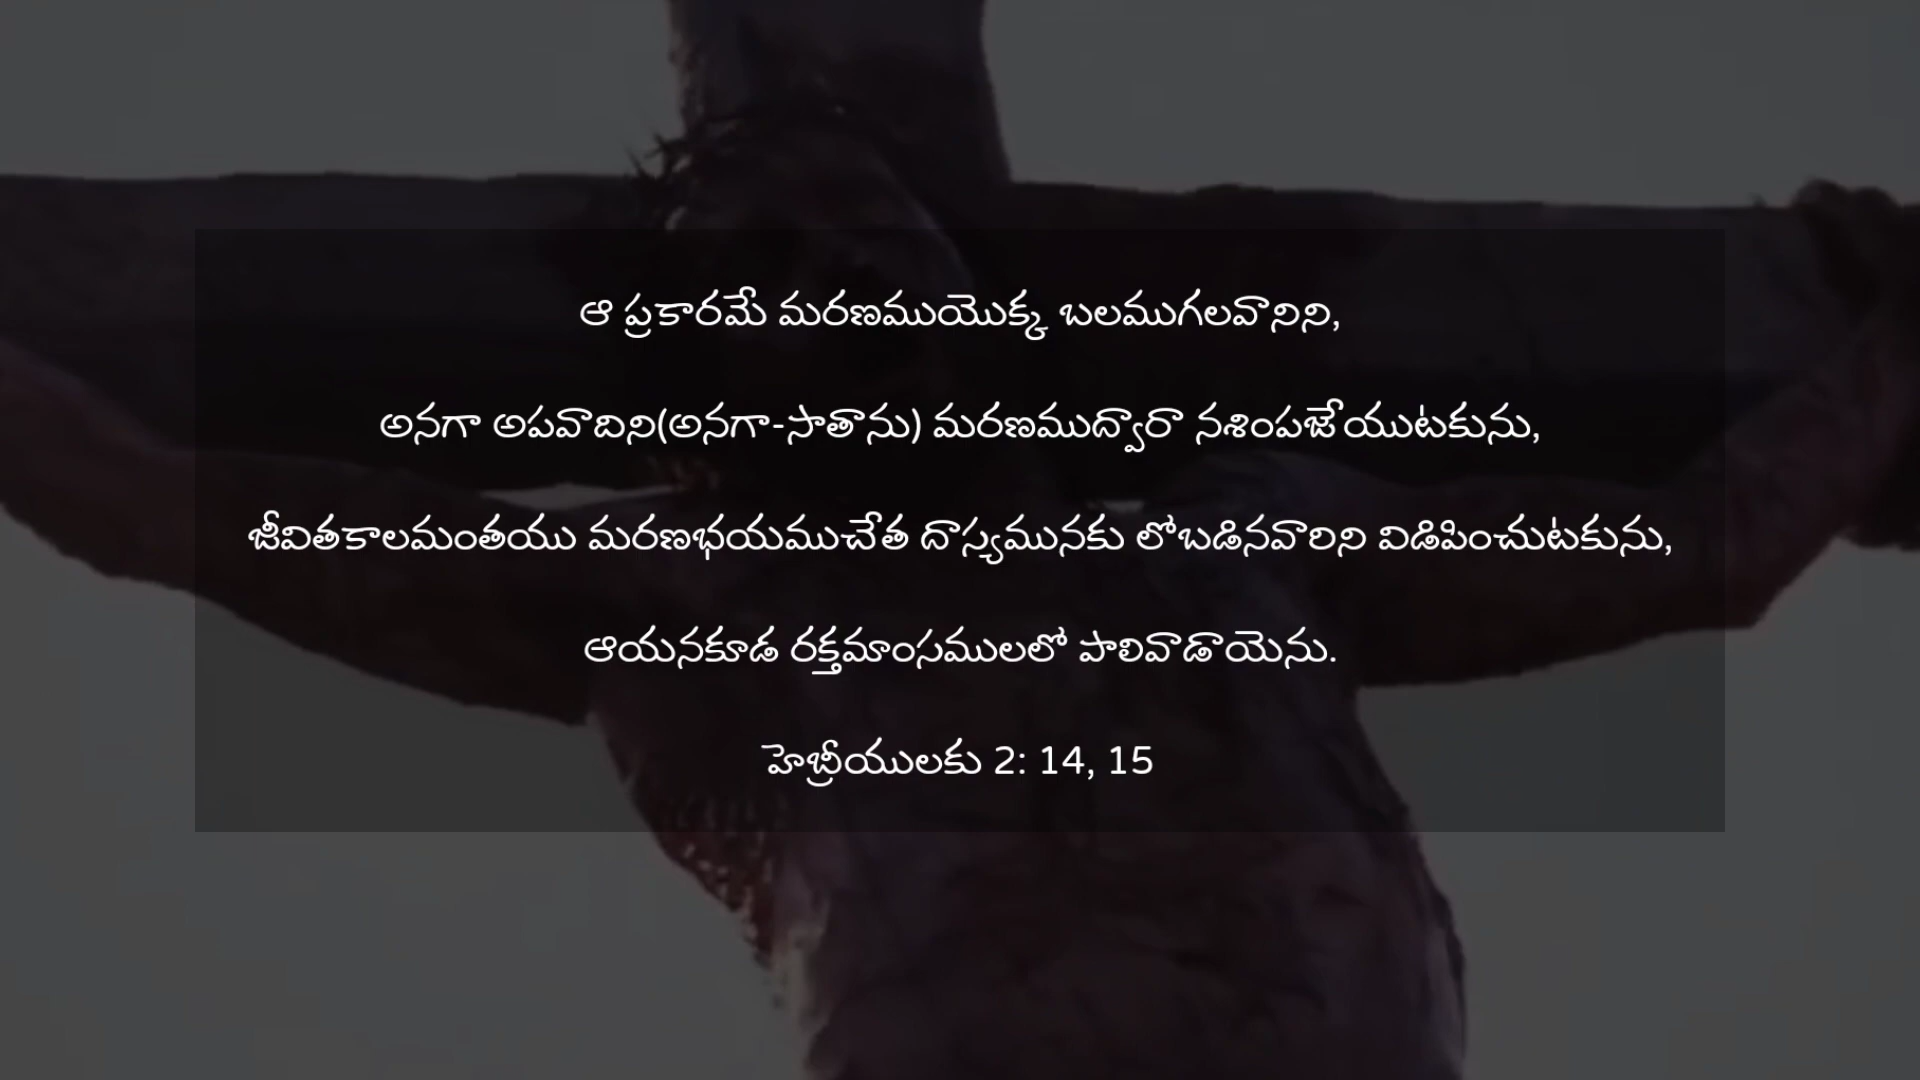 ఆ ప్రకారమే మరణముయొక్క బలముగలవానిని,
అనగా అపవాదిని(అనగా-సాతాను) మరణముద్వారా నశింపజేయుటకును,
జీవితకాలమంతయు మరణభయముచేత దాస్యమునకు లోబడినవారిని విడిపించుటకును,
ఆయనకూడ రక్తమాంసములలో పాలివాడాయెను.
హెబ్రీయులకు 2: 14, 15